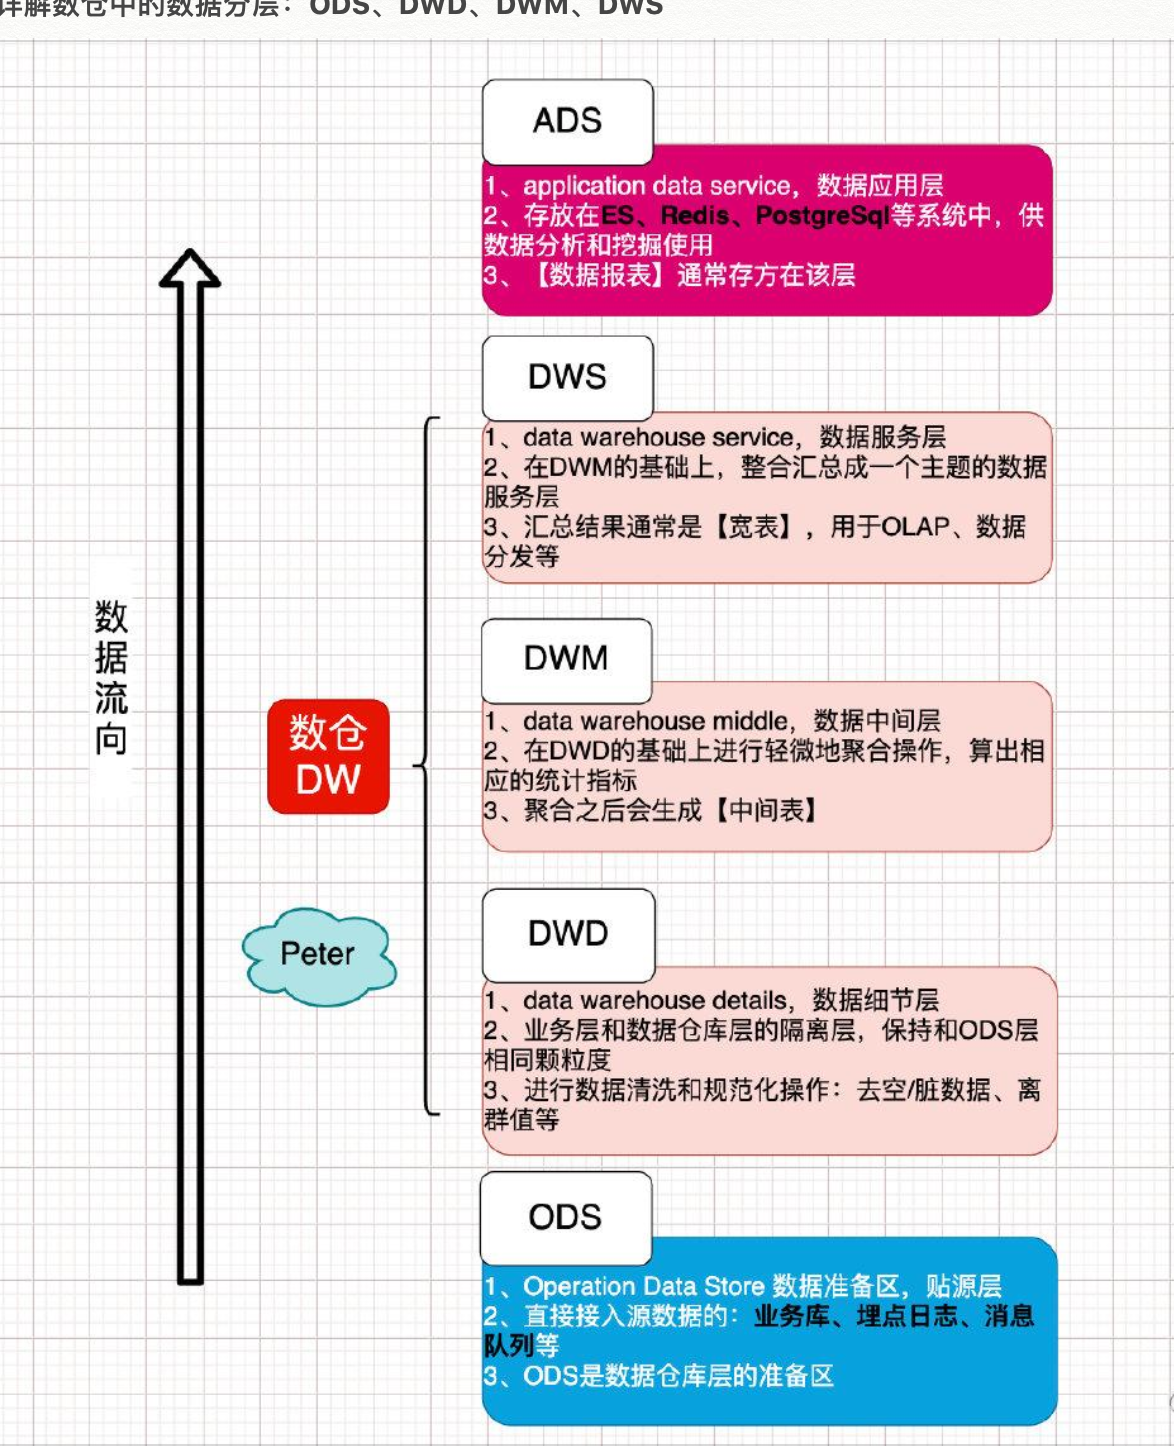 详解数仓中的数据分层：ODS、DWD、DWM、DWS
ADS
1、application data service，数据应用层
2、存放在ES、Redis、PostgreSql等系统中，供
数据分析和挖掘使用
3、【数据报表】通常存方在该层
DWS
1、data warehouse service，数据服务层
2、在DWM的基础上，整合汇总成一个主题的数据
服务层
3、汇总结果通常是【宽表】，用于OLAP、数据
分发等
数据流向
DWM
1、data warehouse middle，数据中间层
2、在DWD的基础上进行轻微地聚合操作，算出相
应的统计指标
3、聚合之后会生成【中间表】
数仓
DW
Peter
DWD
1、data warehouse details，数据细节层
2、业务层和数据仓库层的隔离层，保持和ODS层
相同颗粒度
3、进行数据清洗和规范化操作：去空/脏数据、离
群值等
ODS
1、Operation Data Store 数据准备区，贴源层
2、直接接入源数据的：业务库、埋点日志、消息
队列等
3、ODS是数据仓库层的准备区